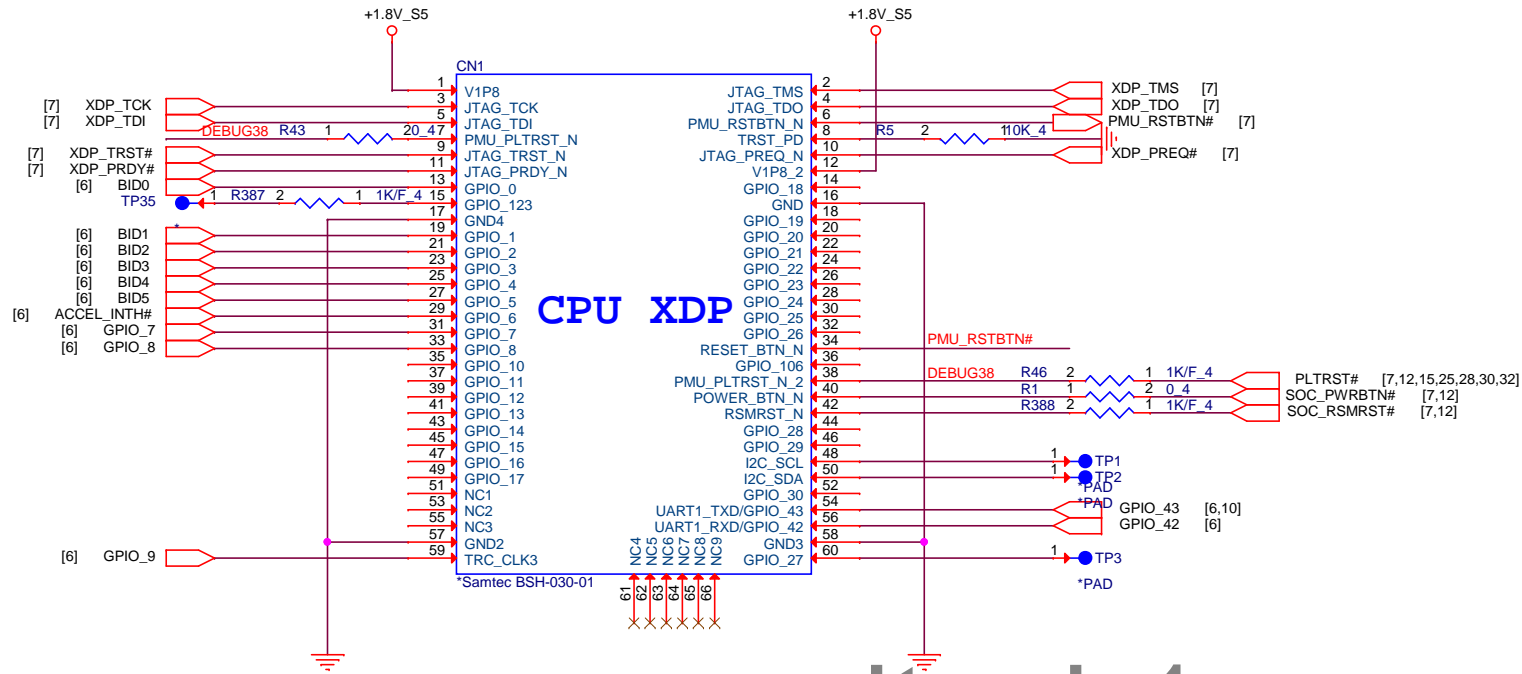 +1.8V_S5 +1.8V_S5
CN1
1 V1P8 JTAG_TMS 2 XDP_TMS [7]
[7] XDP_TCK 3 JTAG_TCK JTAG_TDO 4 XDP_TDO [7]
[7] XDP_TDI 5 JTAG_TDI PMU_RSTBTN_N 6 PMU_RSTBTN# [7]
DEBUG38 R43 1 20_4 7 PMU_PLTRST_N TRST_PD 8 R5 2 1 10K_4
[7] XDP_TRST# 9 JTAG_TRST_N JTAG_PREQ_N 10 XDP_PREQ# [7]
[7] XDP_PRDY# 11 JTAG_PRDY_N V1P8_2 12
[6] BID0 13 GPIO_0 GPIO_18 14
TP35 1 R387 2 1 1K/F_4 15 GPIO_123 GND 16
17 GND4 GPIO_19 18
*
[6] BID1 19 GPIO_1 GPIO_20 20
[6] BID2 21 GPIO_2 GPIO_21 22
[6] BID3 23 GPIO_3 GPIO_22 24
[6] BID4 25 GPIO_4 GPIO_23 26
[6] BID5 27 GPIO_5 GPIO_24 28
[6] ACCEL_INTH# 29 GPIO_6 GPIO_25 30
CPU XDP
[6] GPIO_7 31 GPIO_7 GPIO_26 32
[6] GPIO_8 33 GPIO_8 RESET_BTN_N 34 PMU_RSTBTN#
35 GPIO_10 GPIO_106 36
37 GPIO_11 PMU_PLTRST_N_2 38 DEBUG38 R46 2 1 1K/F_4 PLTRST# [7,12,15,25,28,30,32]
39 GPIO_12 POWER_BTN_N 40 R1 1 2 0_4 SOC_PWRBTN# [7,12]
41 GPIO_13 RSMRST_N 42 R388 2 1 1K/F_4 SOC_RSMRST# [7,12]
43 GPIO_14 GPIO_28 44
45 GPIO_15 GPIO_29 46
47 GPIO_16 I2C_SCL 48 1 TP1
49 GPIO_17 I2C_SDA 50 1 TP2
*PAD
51 NC1 GPIO_30 52
*PAD
53 NC2 UART1_TXD/GPIO_43 54 GPIO_43 [6,10]
55 NC3 UART1_RXD/GPIO_42 56 GPIO_42 [6]
57 GND2 GND3 58
[6] GPIO_9 59 TRC_CLK3 GPIO_27 60 1 TP3
*PAD
NC4 NC5 NC6 NC7 NC8 NC9
*Samtec BSH-030-01
61 62 63 64 65 66